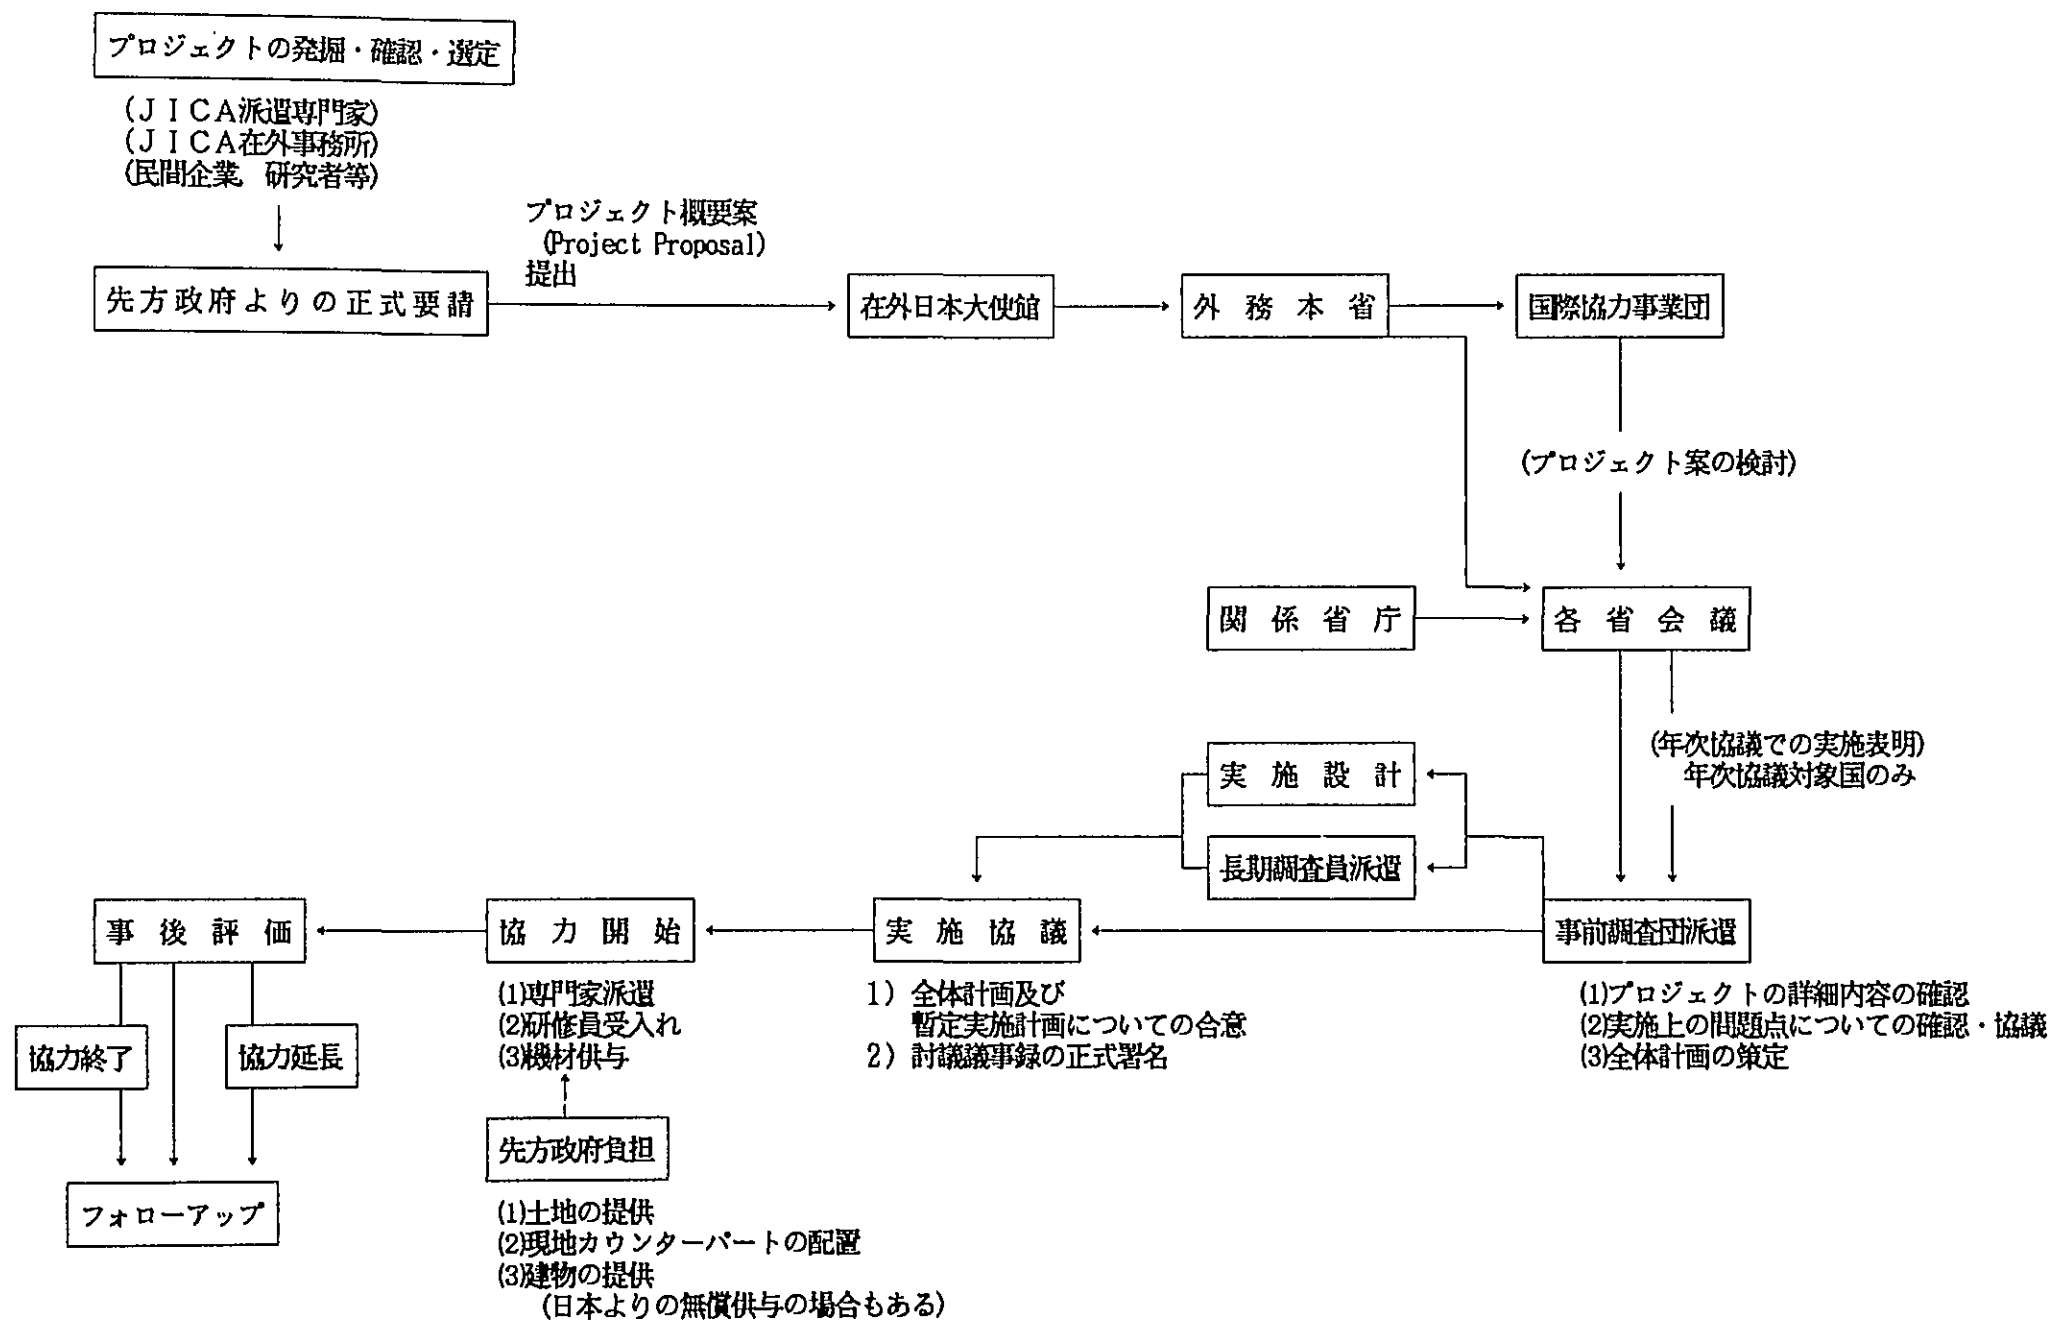 プロジェクトの発掘・確認・選定
(ＪＩＣＡ派遣専門家)
(ＪＩＣＡ在外事務所)
(民間企業、研究者等)
プロジェクト概要案
(Project Proposal)
提出
先方政府よりの正式要請
在外日本大使館
外務本省
国際協力事業団
(プロジェクト案の検討)
関係省庁
各省会議
(年次協議での実施表明)
年次協議対象国のみ
実施設計
長期調査員派遣
事後評価
協力開始
実施協議
事前調査団派遣
(1)専門家派遣
(2)研修員受入れ
(3)機材供与
1) 全体計画及び
暫定実施計画についての合意
2) 討議議事録の正式署名
(1)プロジェクトの詳細内容の確認
(2)実施上の問題点についての確認・協議
(3)全体計画の策定
協力終了
協力延長
先方政府負担
フォローアップ
(1)土地の提供
(2)現地カウンターパートの配置
(3)建物の提供
(日本よりの無償供与の場合もある)